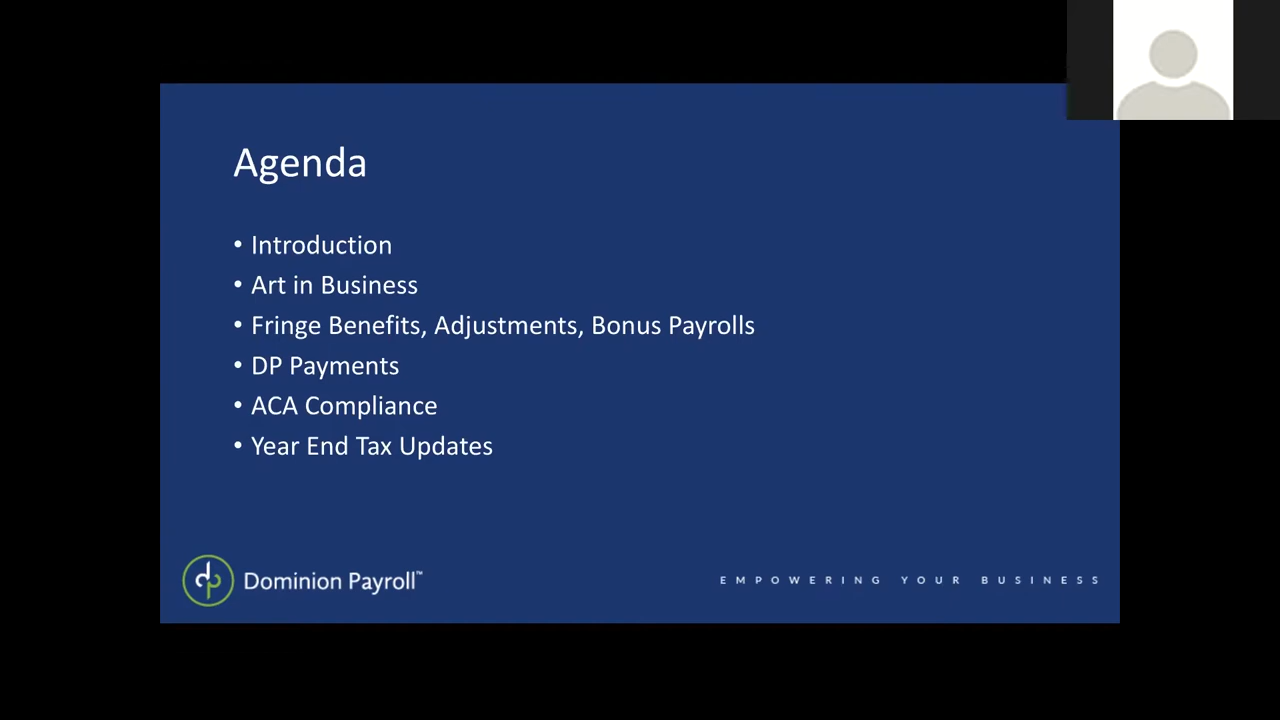 Agenda
• Introduction
• Art in Business
• Fringe Benefits, Adjustments, Bonus Payrolls
• DP Payments
• ACA Compliance
• Year End Tax Updates
dp Dominion Payroll™
EMPOWERING YOUR BUSINESS